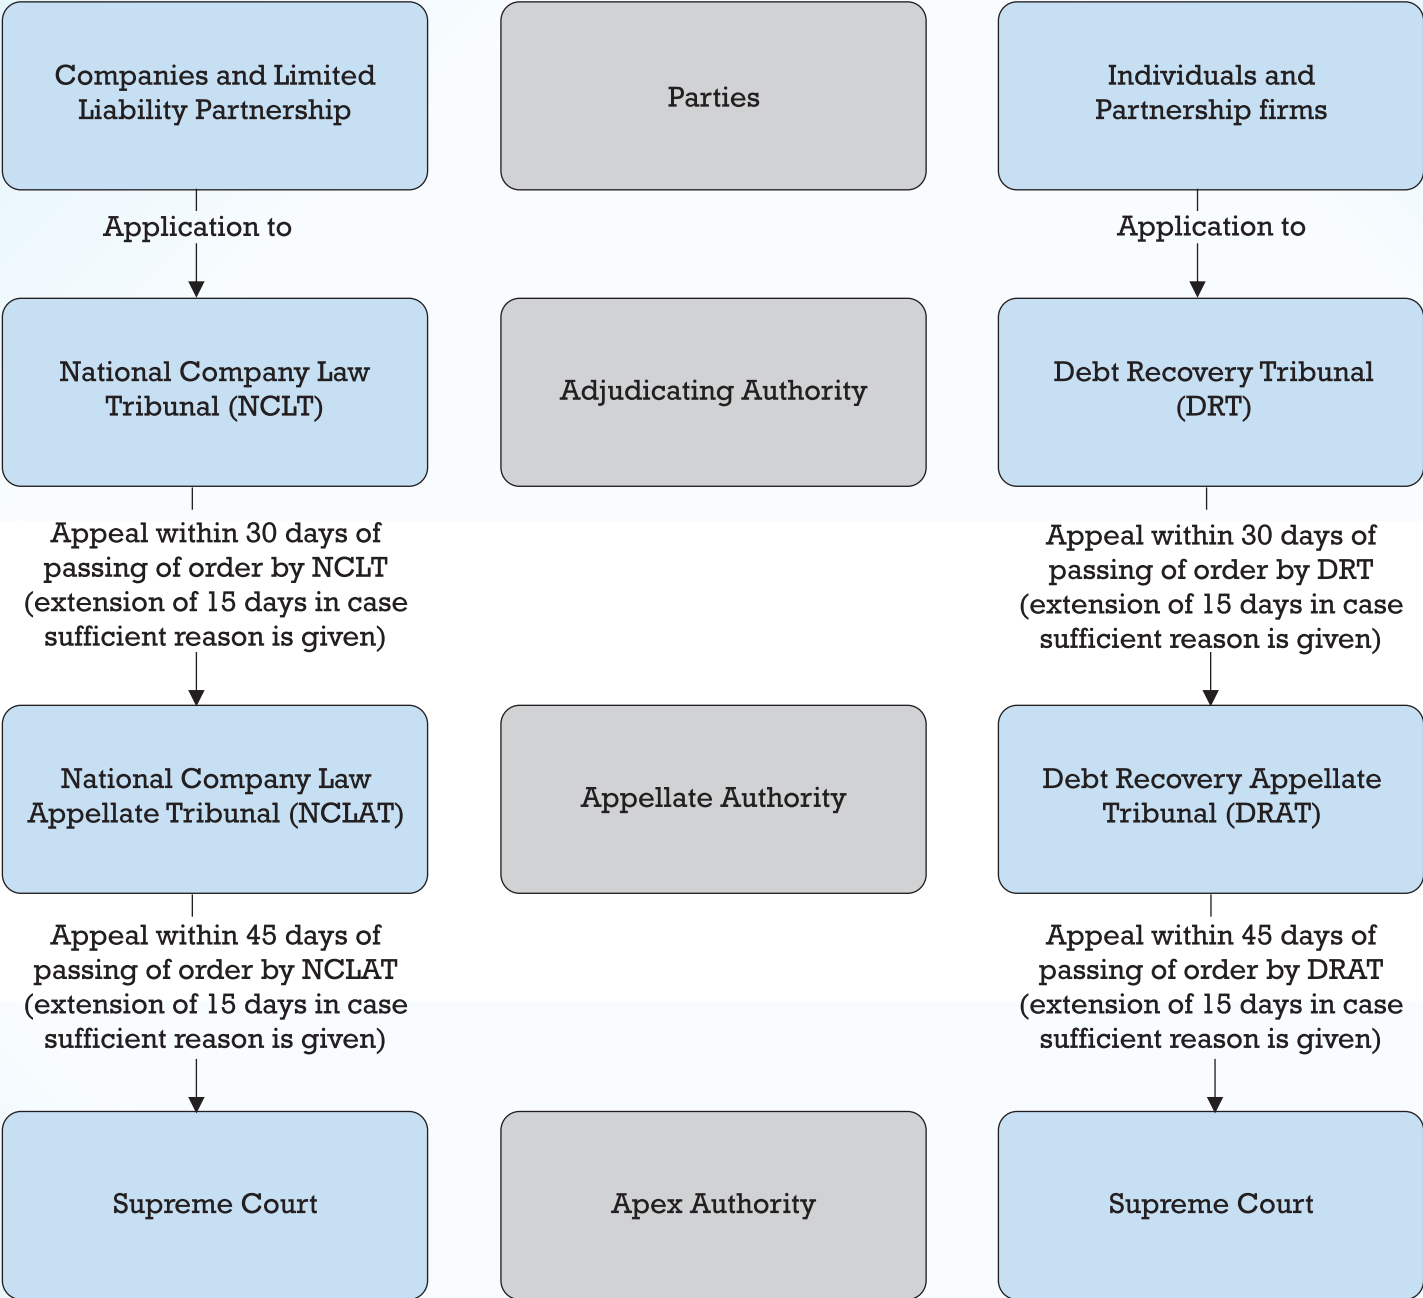 Companies and Limited
Liability Partnership
Parties
Individuals and
Partnership firms
Application to
Application to
National Company Law
Tribunal (NCLT)
Adjudicating Authority
Debt Recovery Tribunal
(DRT)
Appeal within 30 days of
passing of order by NCLT
(extension of 15 days in case
sufficient reason is given)
Appeal within 30 days of
passing of order by DRT
(extension of 15 days in case
sufficient reason is given)
National Company Law
Appellate Tribunal (NCLAT)
Appellate Authority
Debt Recovery Appellate
Tribunal (DRAT)
Appeal within 45 days of
passing of order by NCLAT
(extension of 15 days in case
sufficient reason is given)
Appeal within 45 days of
passing of order by DRAT
(extension of 15 days in case
sufficient reason is given)
Supreme Court
Apex Authority
Supreme Court